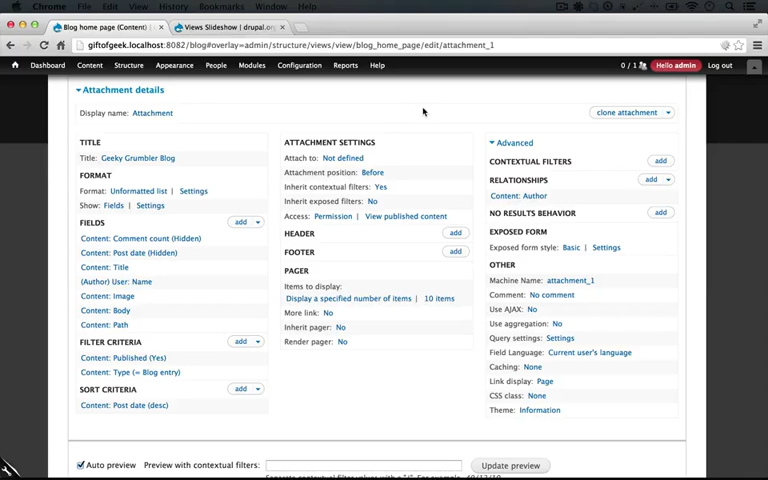 Chrome File Edit View History Bookmarks Window Help
Blog home page (Content) | ×
Views Slideshow | drupal.org ×
giftofgeek.localhost:8082/blog#overlay=admin/structure/views/view/blog_home_page/edit/attachment_1
Dashboard Content Structure Appearance People Modules Configuration Reports Help 0 / 1 Hello admin Log out
Attachment details
Display name: Attachment
clone attachment
TITLE
Title: Geeky Grumbler Blog
FORMAT
Format: Unformatted list | Settings
Show: Fields | Settings
FIELDS add
Content: Comment count (Hidden)
Content: Post date (Hidden)
Content: Title
(Author) User: Name
Content: Image
Content: Body
Content: Path
FILTER CRITERIA add
Content: Published (Yes)
Content: Type (= Blog entry)
SORT CRITERIA add
Content: Post date (desc)
ATTACHMENT SETTINGS
Attach to: Not defined
Attachment position: Before
Inherit contextual filters: Yes
Inherit exposed filters: No
Access: Permission | View published content
HEADER add
FOOTER add
PAGER
Items to display:
Display a specified number of items | 10 items
More link: No
Inherit pager: No
Render pager: No
Advanced
CONTEXTUAL FILTERS add
RELATIONSHIPS add
Content: Author
NO RESULTS BEHAVIOR add
EXPOSED FORM
Exposed form style: Basic | Settings
OTHER
Machine Name: attachment_1
Comment: No comment
Use AJAX: No
Use aggregation: No
Query settings: Settings
Field Language: Current user's language
Caching: None
Link display: Page
CSS class: None
Theme: Information
Auto preview Preview with contextual filters: Update preview